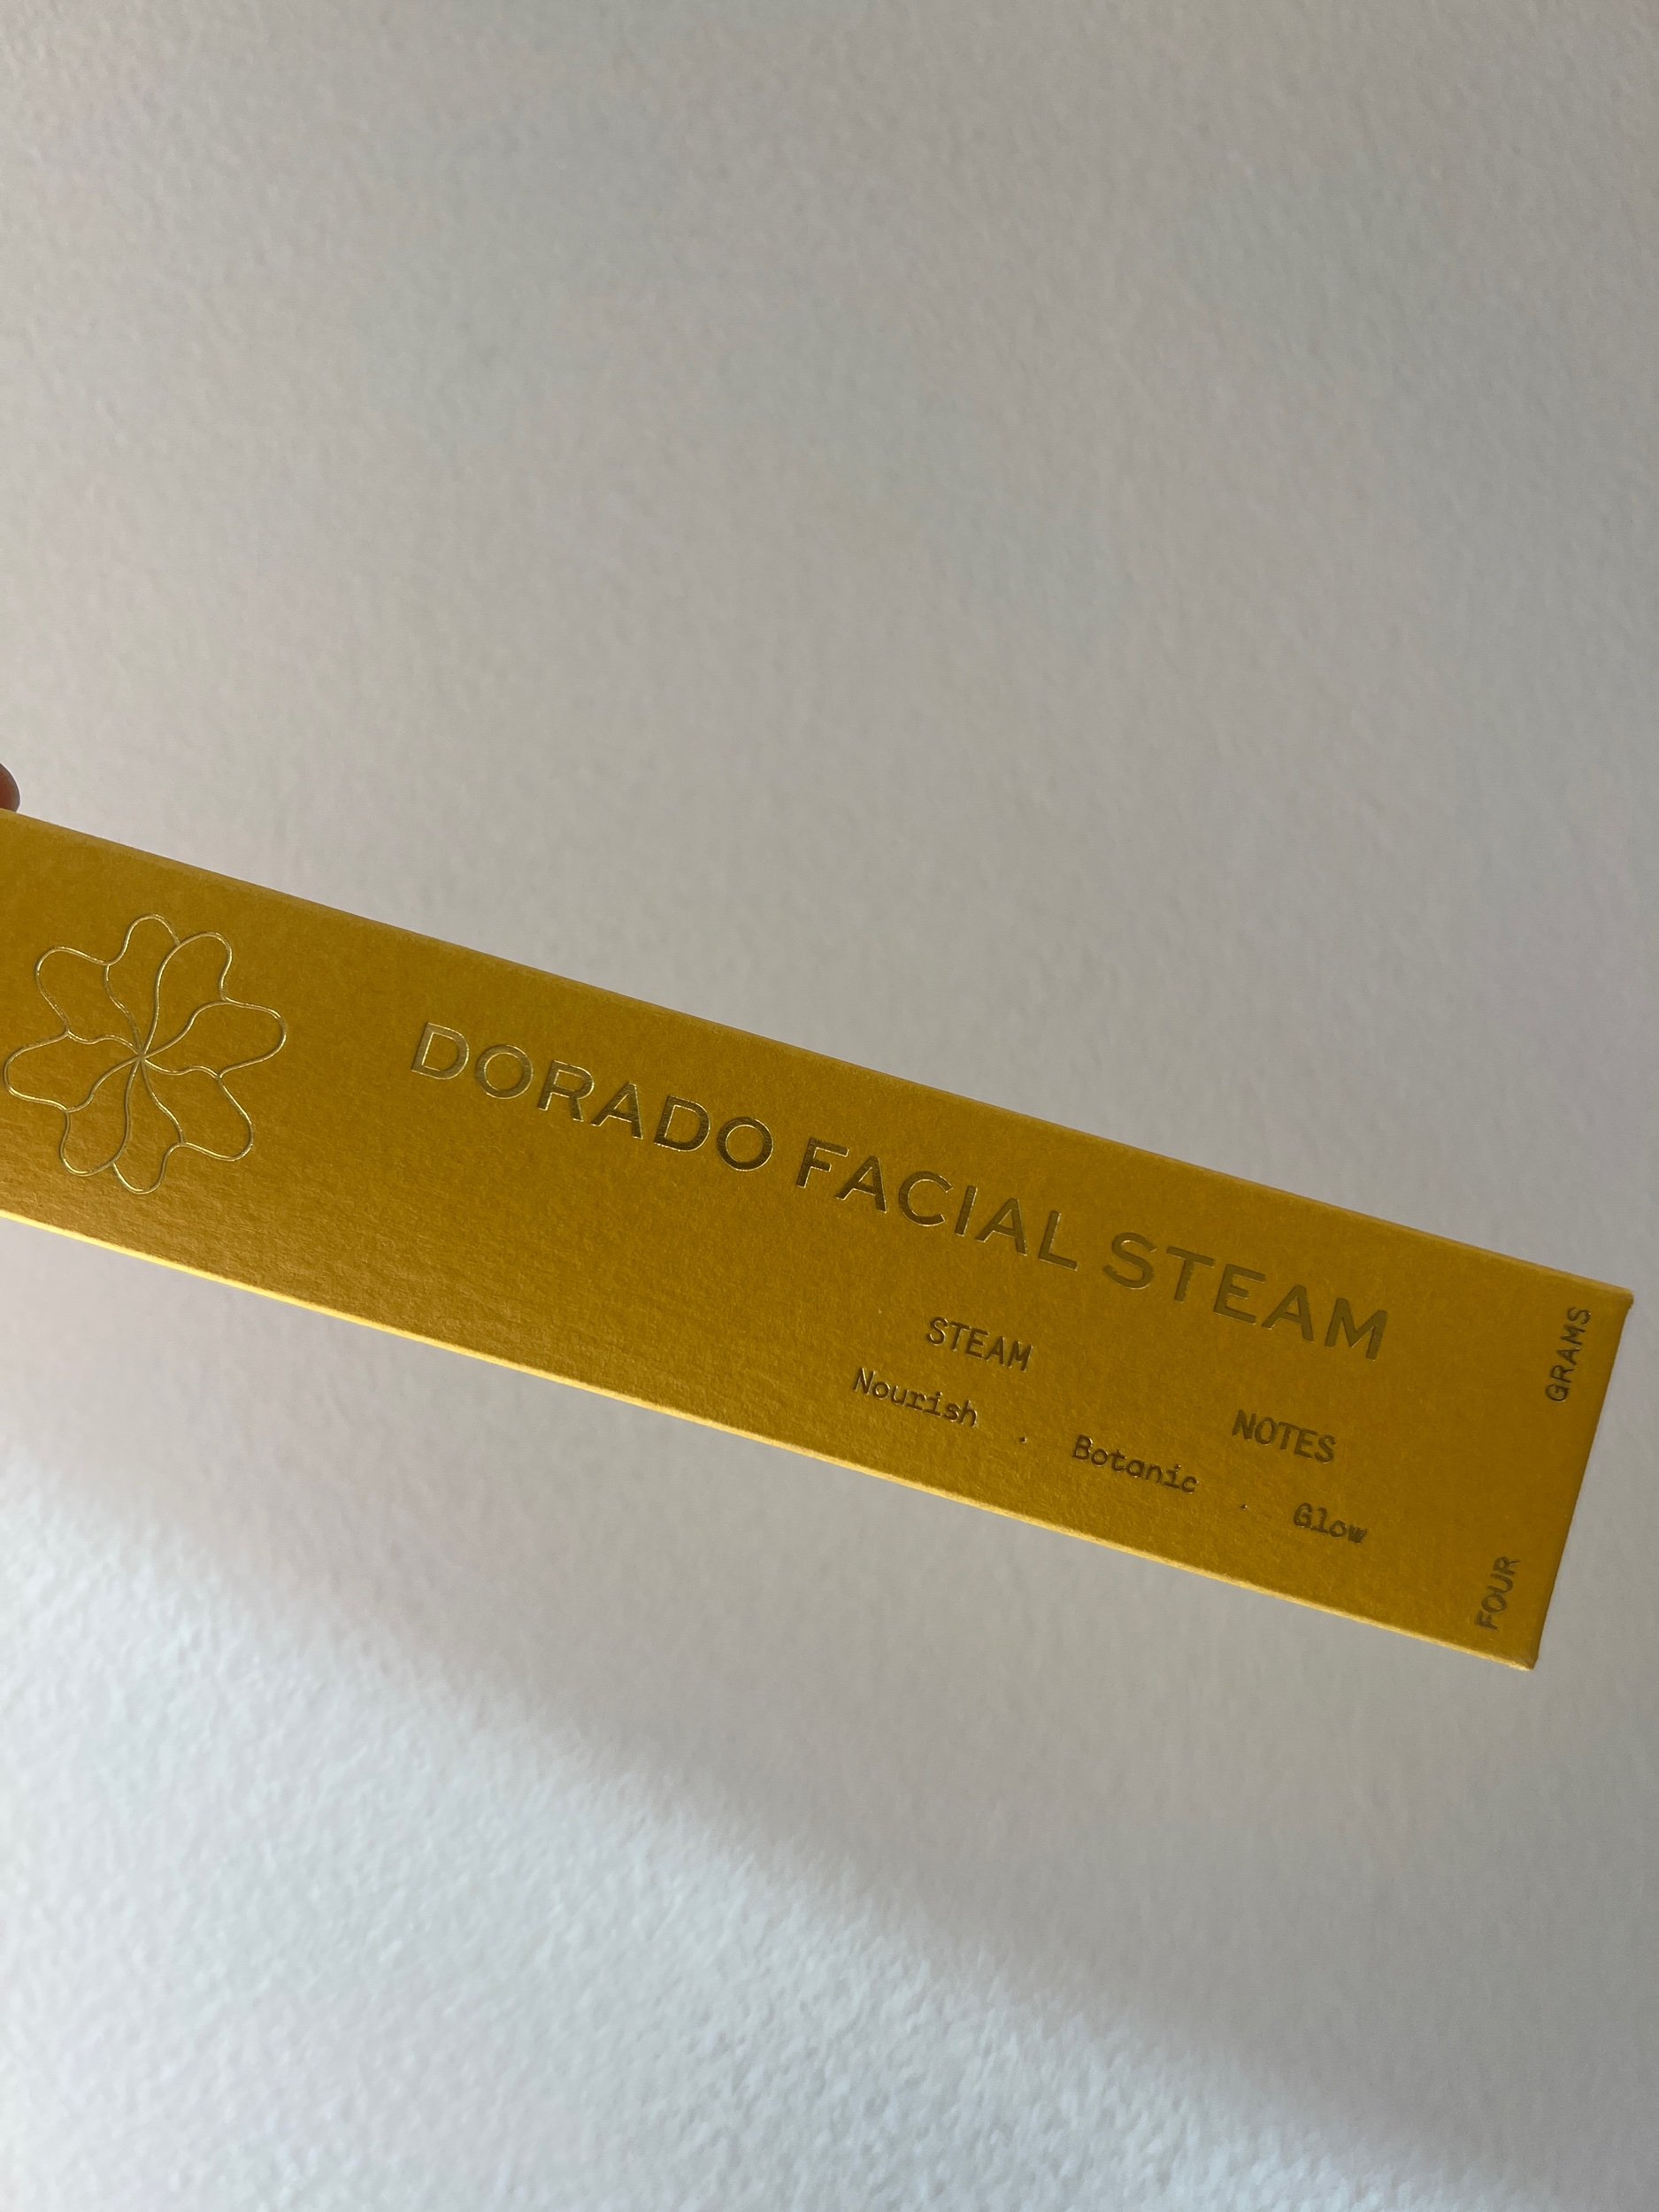 DORADO FACIAL STEAM
STEAM NOTES
Nourish . Botanic . Glow
FOUR GRAMS